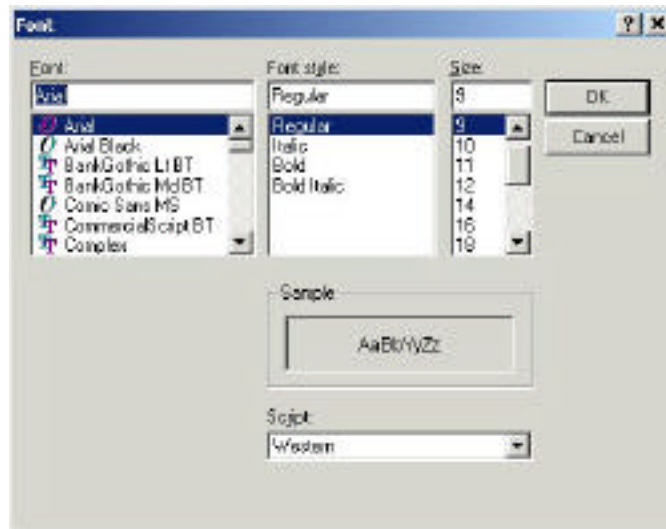 Font
Font:
Arial
Arial
Arial Black
BankGothic Lt BT
BankGothic Md BT
Comic Sans MS
CommercialScript BT
Complex
Font style:
Regular
Regular
Italic
Bold
Bold Italic
Size:
9
9
10
11
12
14
16
18
OK
Cancel
Sample
AaBbYyZz
Script:
Western